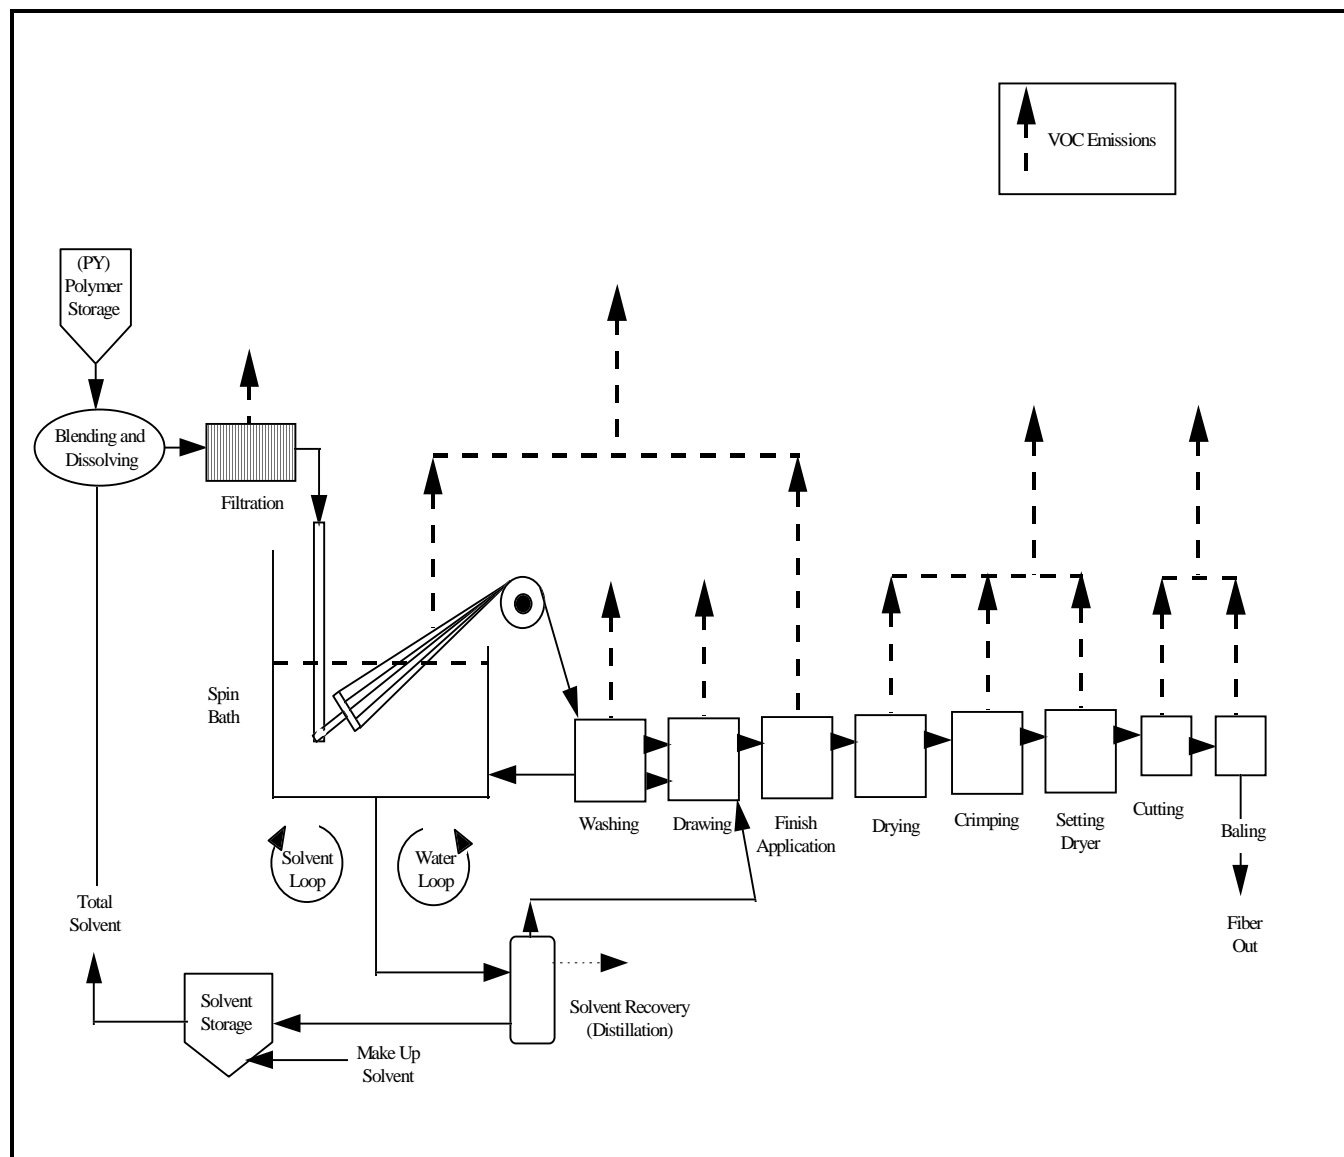 VOC Emissions
(PY)
Polymer
Storage
Blending and
Dissolving
Filtration
Spin
Bath
Washing
Drawing
Finish
Application
Drying
Crimping
Setting
Dryer
Cutting
Baling
Solvent
Loop
Water
Loop
Total
Solvent
Fiber
Out
Solvent
Storage
Solvent Recovery
(Distillation)
Make Up
Solvent